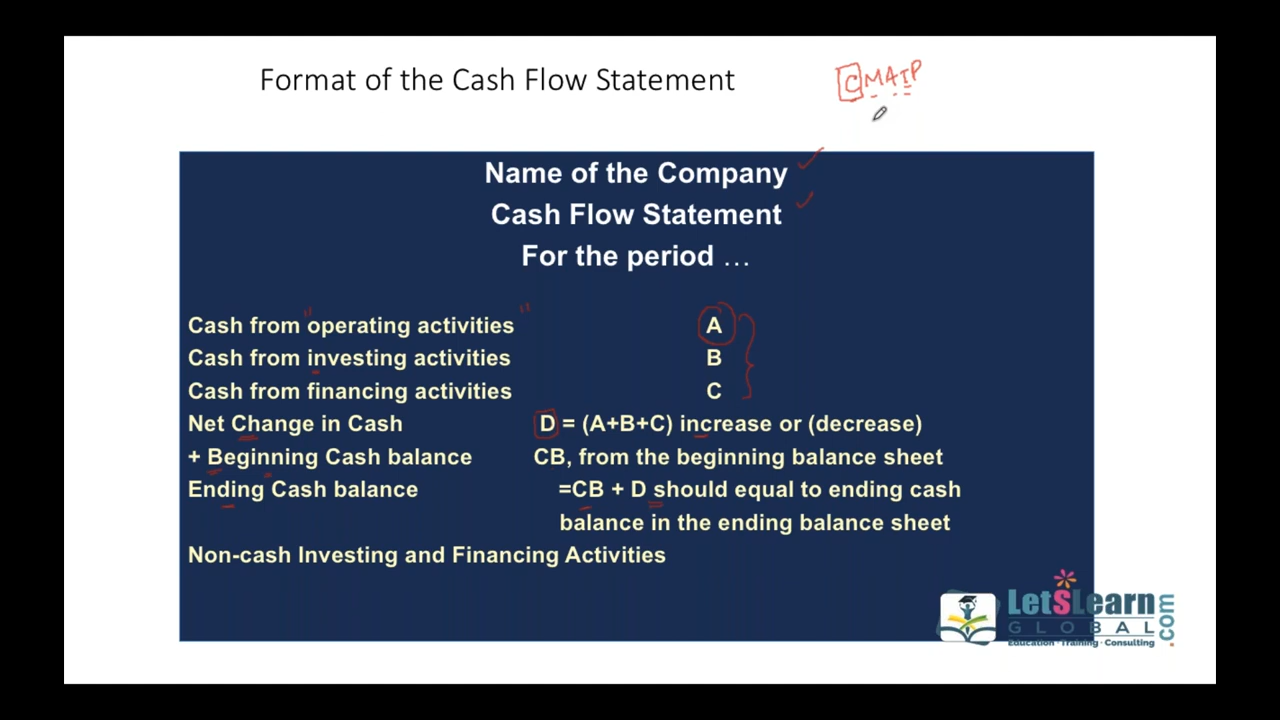 Format of the Cash Flow Statement
CMAIP
Name of the Company
Cash Flow Statement
For the period ...
Cash from "operating activities" A
Cash from investing activities B
Cash from financing activities C
Net Change in Cash D = (A+B+C) increase or (decrease)
+ Beginning Cash balance CB, from the beginning balance sheet
Ending Cash balance =CB + D should equal to ending cash
balance in the ending balance sheet
Non-cash Investing and Financing Activities
LetsLearn
GLOBAL
.com
Education · Training · Consulting